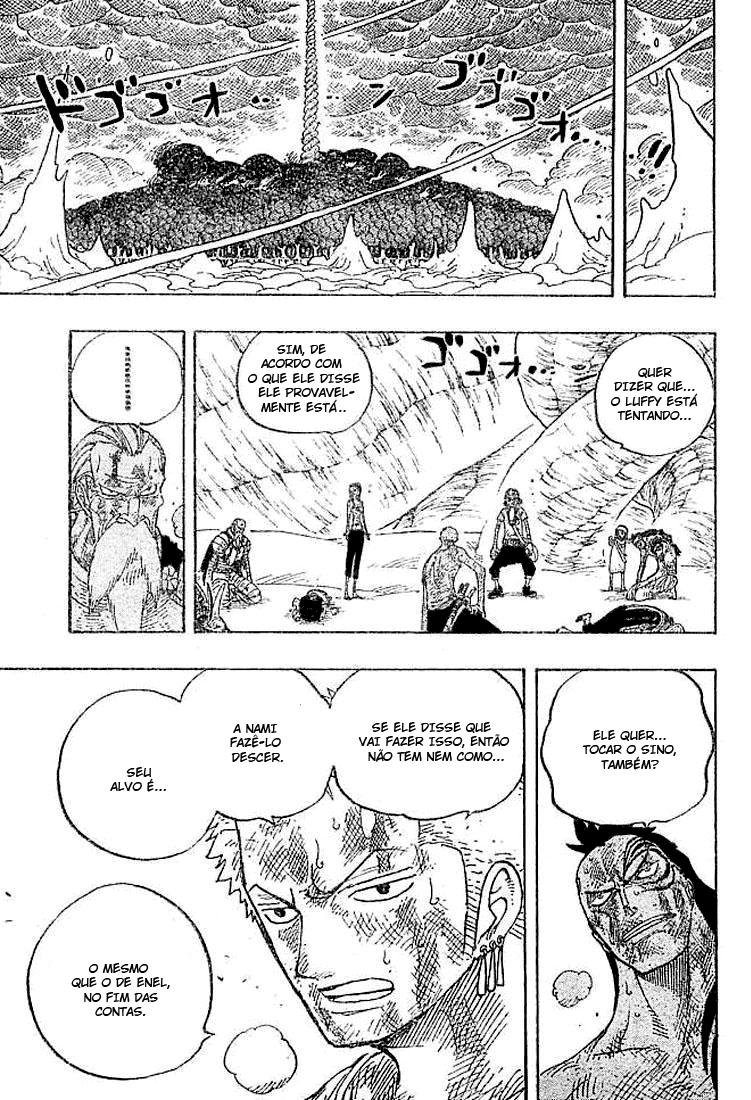 ゴゴゴオ...!!
ドゴゴゴオ...ン
QUER
DIZER QUE...
O LUFFY ESTÁ
TENTANDO...
ゴゴゴオ...
SIM, DE
ACORDO COM
O QUE ELE DISSE
ELE PROVAVEL-
MENTE ESTÁ..
ELE QUER...
TOCAR O SINO,
TAMBÉM?
SE ELE DISSE QUE
VAI FAZER ISSO, ENTÃO
NÃO TEM NEM COMO...
A NAMI
FAZÊ-LO
DESCER.
SEU
ALVO É...
O MESMO
QUE O DE ENEL,
NO FIM DAS
CONTAS.